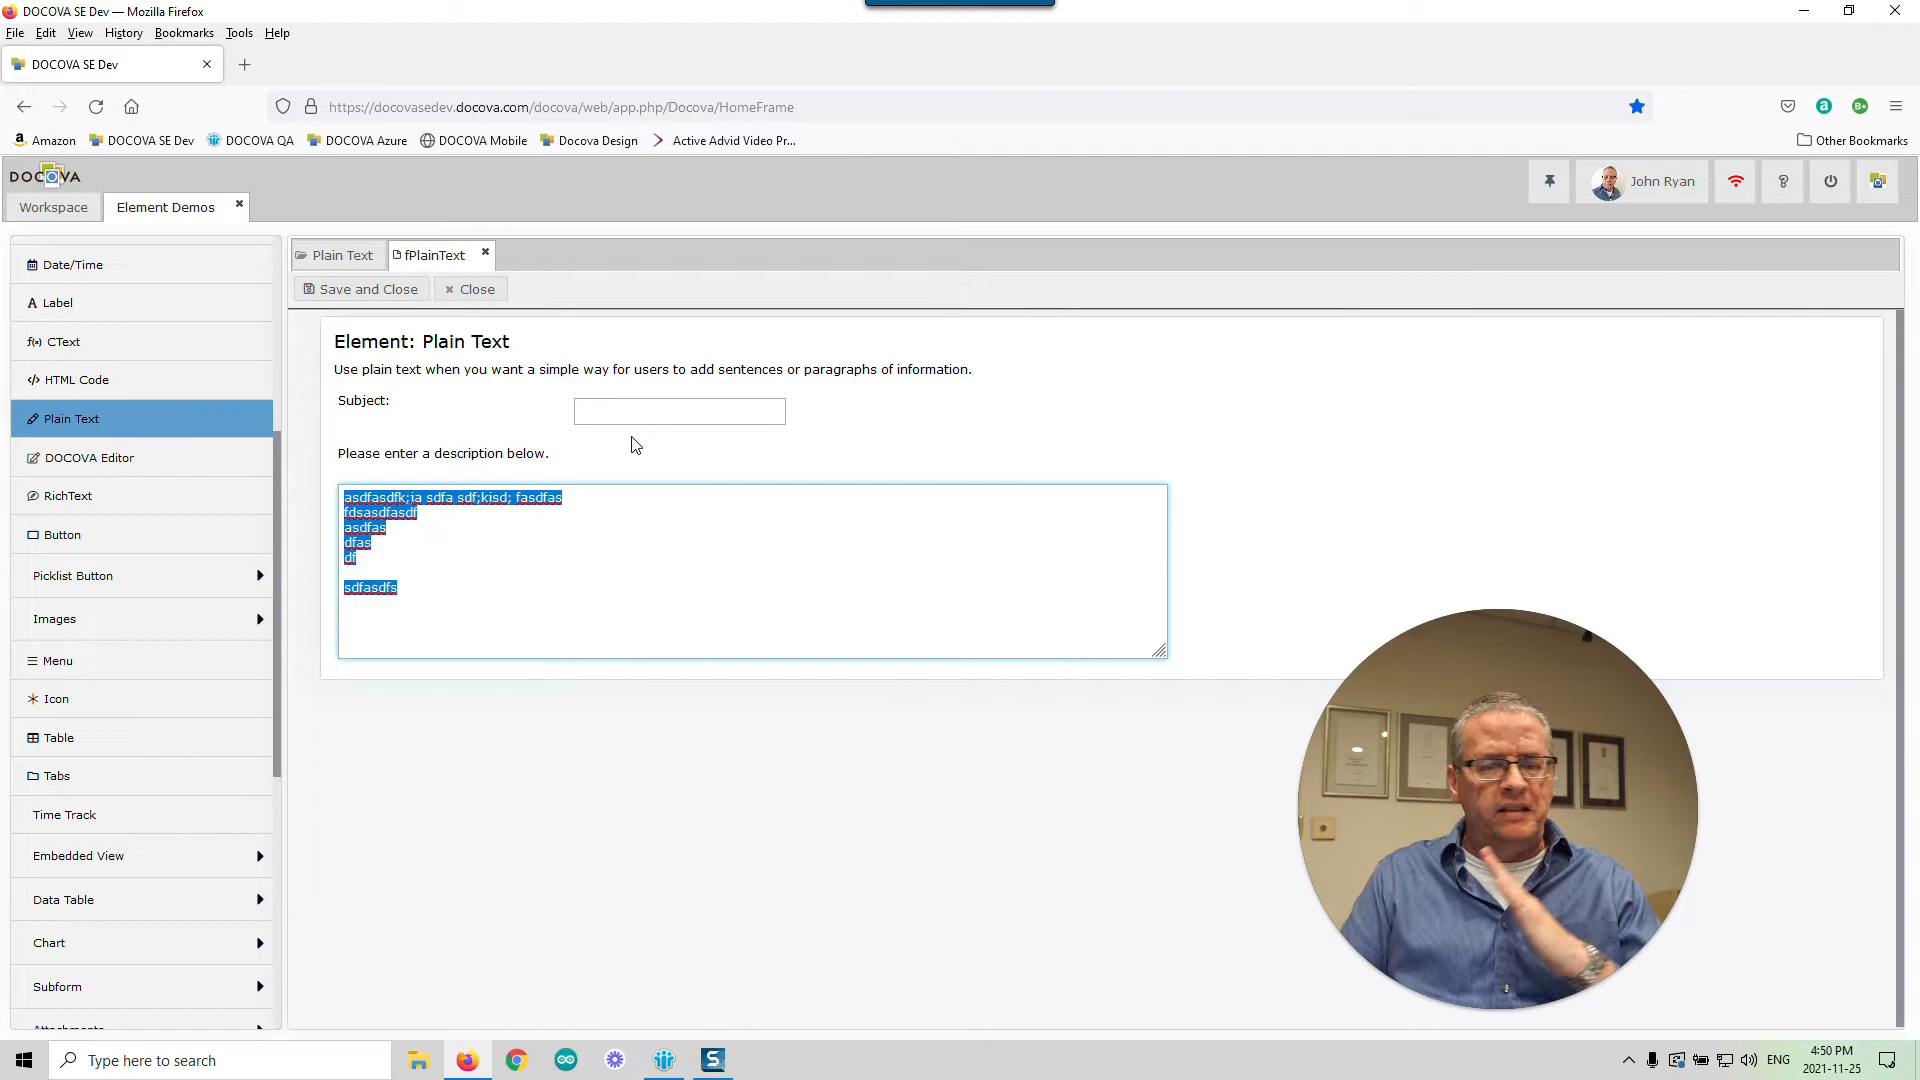 DOCOVA SE Dev — Mozilla Firefox
File Edit View History Bookmarks Tools Help
DOCOVA SE Dev
https://docovasedev.docova.com/docova/web/app.php/Docova/HomeFrame
Amazon DOCOVA SE Dev DOCOVA QA DOCOVA Azure DOCOVA Mobile Docova Design Active Advid Video Pr... Other Bookmarks
DOCOVA
John Ryan
Workspace Element Demos
Date/Time
Label
CText
HTML Code
Plain Text
DOCOVA Editor
RichText
Button
Picklist Button
Images
Menu
Icon
Table
Tabs
Time Track
Embedded View
Data Table
Chart
Subform
Attachments
Plain Text fPlainText
Save and Close Close
Element: Plain Text
Use plain text when you want a simple way for users to add sentences or paragraphs of information.
Subject:
Please enter a description below.
asdfasdfk;ia sdfa sdf;kisd; fasdfas
fdsasdfasdf
asdfas
dfas
df
sdfasdfs
Type here to search
ENG
4:50 PM
2021-11-25